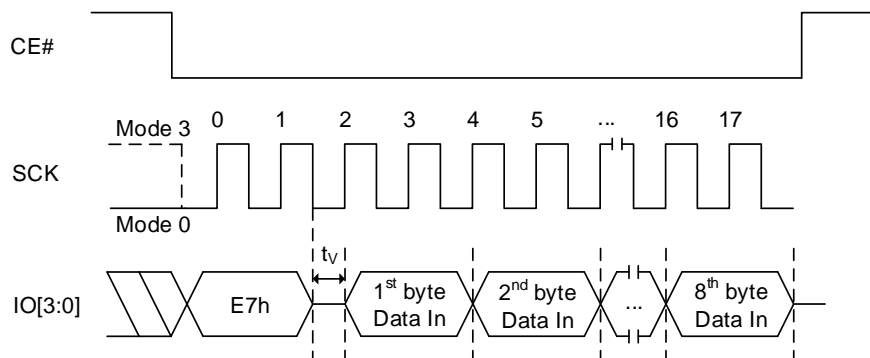 CE#
0 1 2 3 4 5 ... 16 17
Mode 3
SCK
Mode 0
tV
IO[3:0]
E7h
1st byte
Data In
2nd byte
Data In
...
8th byte
Data In